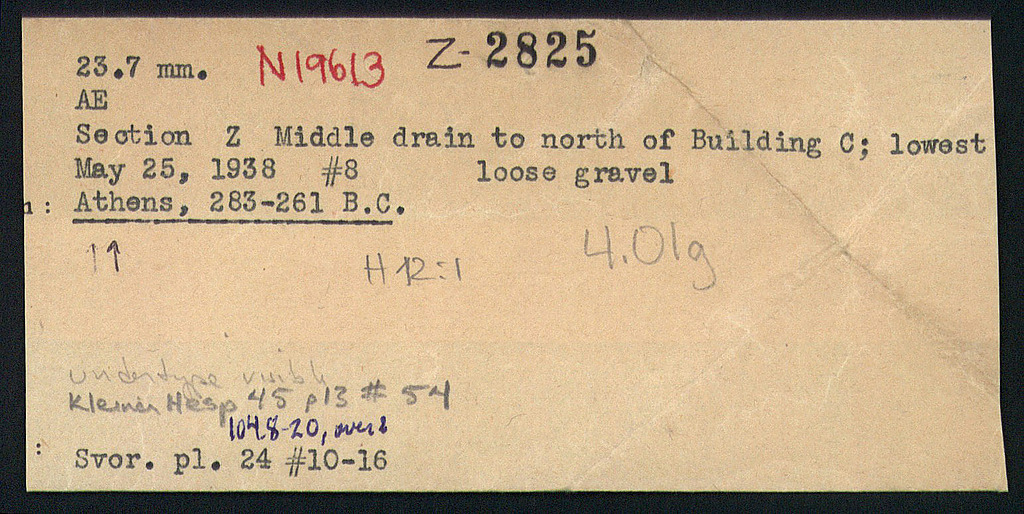 23.7 mm. N19613 Z-2825
AE
Section Z Middle drain to north of Building C; lowest
May 25, 1938 #8 loose gravel
: Athens, 283-261 B.C.
↑↑
H 12:1
4.01g
undertype visible
Kleiner Hesp 45 p13 # 54
104.8-20, over
: Svor. pl. 24 #10-16